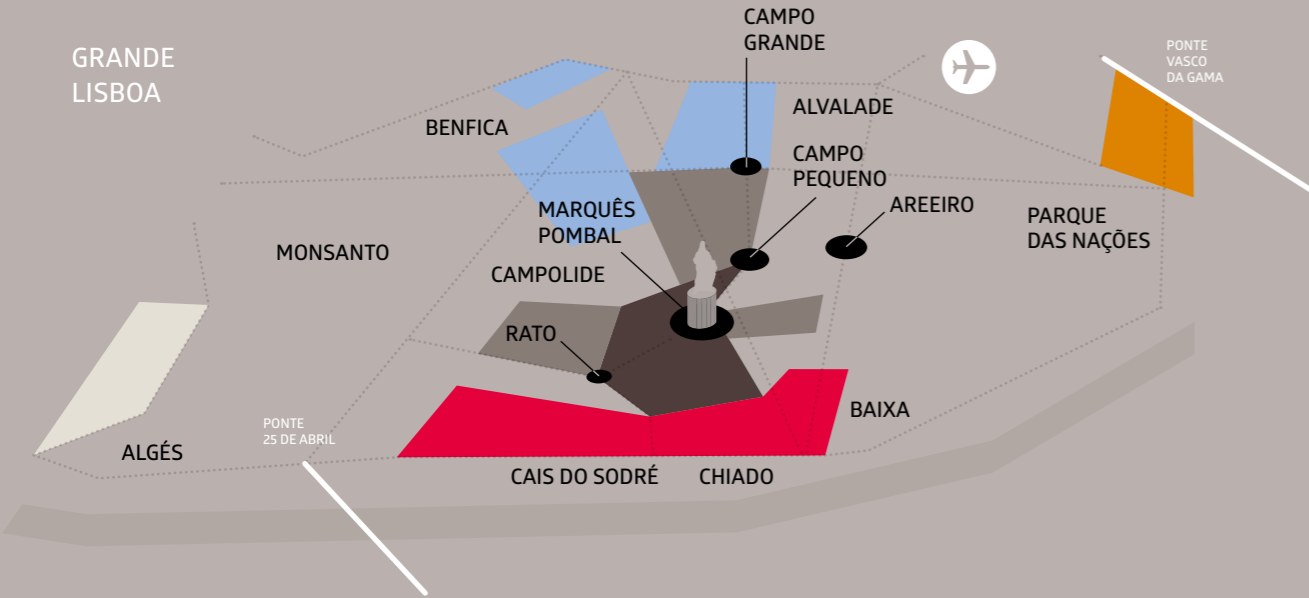 GRANDE
LISBOA
CAMPO
GRANDE
PONTE
VASCO
DA GAMA
BENFICA
ALVALADE
CAMPO
PEQUENO
AREEIRO
MARQUÊS
POMBAL
PARQUE
DAS NAÇÕES
MONSANTO
CAMPOLIDE
RATO
BAIXA
PONTE
25 DE ABRIL
ALGÉS
CAIS DO SODRÉ
CHIADO